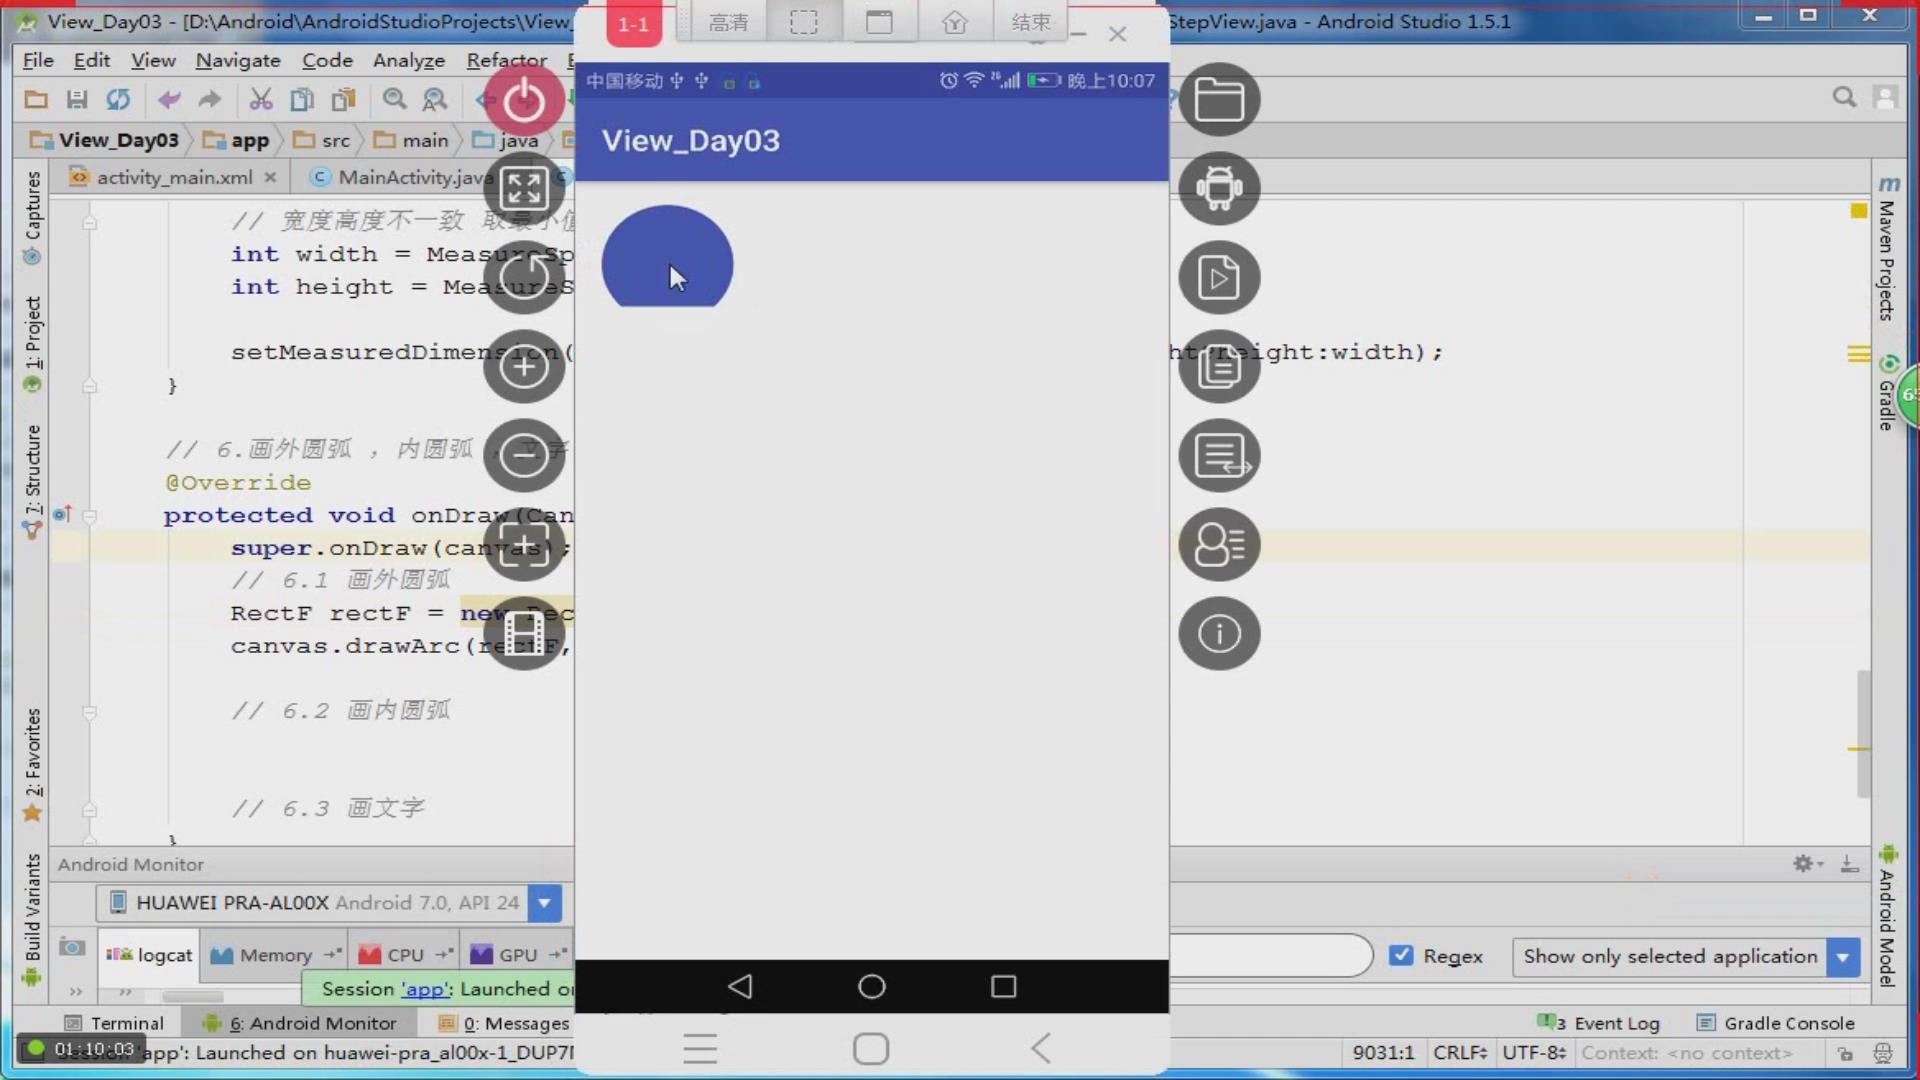 View_Day03 - [D:\Android\AndroidStudioProjects\View_
1-1
高清
结束
StepView.java - Android Studio 1.5.1
File Edit View Navigate Code Analyze Refactor
中国移动
晚上10:07
View_Day03
View_Day03 app src main java
activity_main.xml
MainActivity.java
// 宽度高度不一致 取最小值
int width = MeasureSp
int height = MeasureS
setMeasuredDimension(
height:width);
}
// 6.画外圆弧 , 内圆弧 , 文字
@Override
protected void onDraw(Can
super.onDraw(canvas);
// 6.1 画外圆弧
RectF rectF = new Rec
canvas.drawArc(rectF,
// 6.2 画内圆弧
// 6.3 画文字
}
Captures
1: Project
7: Structure
2: Favorites
Build Variants
Maven Projects
Gradle
Android Model
65
Android Monitor
HUAWEI PRA-AL00X Android 7.0, API 24
logcat
Memory
CPU
GPU
Regex
Show only selected application
Session 'app': Launched on
Terminal
6: Android Monitor
0: Messages
3 Event Log
Gradle Console
01:10:03
'app': Launched on huawei-pra_al00x-1_DUP7
9031:1 CRLF UTF-8 Context: <no context>